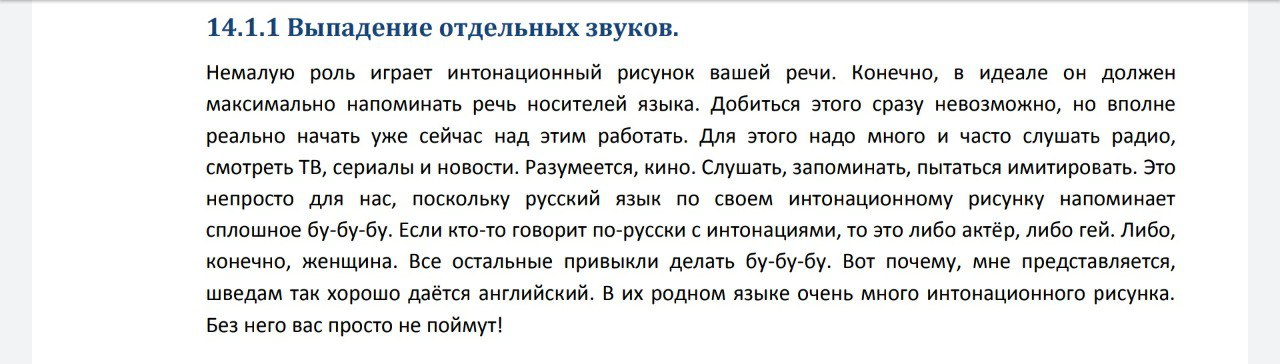 14.1.1 Выпадение отдельных звуков.
Немалую роль играет интонационный рисунок вашей речи. Конечно, в идеале он должен
максимально напоминать речь носителей языка. Добиться этого сразу невозможно, но вполне
реально начать уже сейчас над этим работать. Для этого надо много и часто слушать радио,
смотреть ТВ, сериалы и новости. Разумеется, кино. Слушать, запоминать, пытаться имитировать. Это
непросто для нас, поскольку русский язык по своем интонационному рисунку напоминает
сплошное бу-бу-бу. Если кто-то говорит по-русски с интонациями, то это либо актёр, либо гей. Либо,
конечно, женщина. Все остальные привыкли делать бу-бу-бу. Вот почему, мне представляется,
шведам так хорошо даётся английский. В их родном языке очень много интонационного рисунка.
Без него вас просто не поймут!